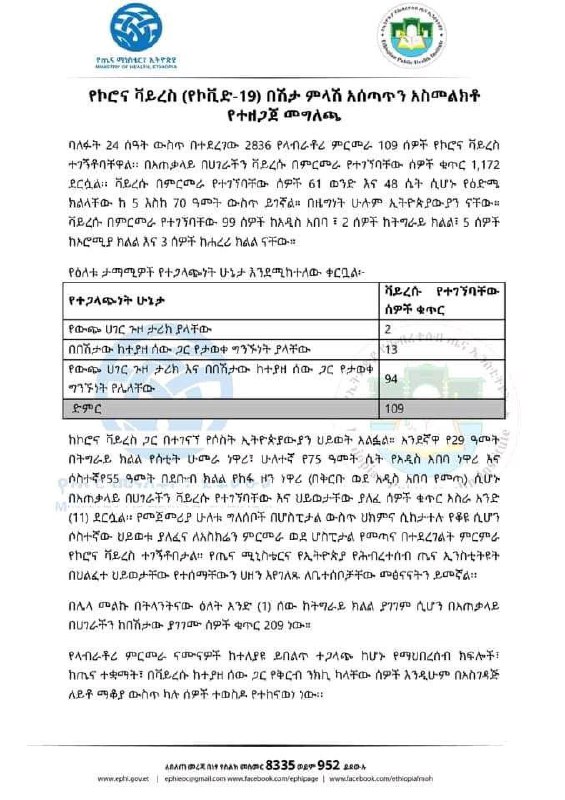 የጤና ሚኒስቴር፣ ኢትዮጵያ
MINISTRY OF HEALTH, ETHIOPIA
Ethiopian Public Health Institute
የኮሮና ቫይረስ (የኮቪድ-19) በሽታ ምላሽ አሰጣጥን አስመልክቶ
የተዘጋጀ መግለጫ
ባለፉት 24 ሰዓት ውስጥ በተደረገው 2836 የላብራቶሪ ምርመራ 109 ሰዎች የኮሮና ቫይረስ
ተገኝቶባቸዋል። በአጠቃላይ በሀገራችን ቫይረሱ በምርመራ የተገኘባቸው ሰዎች ቁጥር 1,172
ደርሷል። ቫይረሱ በምርመራ የተገኘባቸው ሰዎች 61 ወንድ እና 48 ሴት ሲሆኑ የዕድሜ
ክልላቸው ከ 5 እስከ 70 ዓመት ውስጥ ይገኛል። በዜግነት ሁሉም ኢትዮጵያውያን ናቸው።
ቫይረሱ በምርመራ የተገኘባቸው 99 ሰዎች ከአዲስ አበባ ፣ 2 ሰዎች ከትግራይ ክልል፣ 5 ሰዎች
ከኦሮሚያ ክልል እና 3 ሰዎች ከሐረሪ ክልል ናቸው።
የዕለቱ ታማሚዎች የተጋላጭነት ሁኔታ እንደሚከተለው ቀርቧል፡-
የተጋላጭነት ሁኔታ ቫይረሱ የተገኘባቸው
ሰዎች ቁጥር
የውጭ ሀገር ጉዞ ታሪክ ያላቸው 2
በበሽታው ከተያዘ ሰው ጋር የታወቀ ግንኙነት ያላቸው 13
የውጭ ሀገር ጉዞ ታሪክ እና በበሽታው ከተያዘ ሰው ጋር የታወቀ
ግንኙነት የሌላቸው 94
ድምር 109
ከኮሮና ቫይረስ ጋር በተገናኘ የሶስት ኢትዮጵያውያን ህይወት አልፏል። አንደኛዋ የ29 ዓመት
በትግራይ ክልል የሴቲት ሁመራ ነዋሪ፣ ሁለተኛ የ75 ዓመት ሴት የአዲስ አበባ ነዋሪ እና
ሶስተኛ የ55 ዓመት በደቡብ ክልል የከፋ ዞን ነዋሪ (በቅርቡ ወደ አዲስ አበባ የመጣ) ሲሆኑ
በአጠቃላይ በሀገራችን ቫይረሱ የተገኘባቸው እና ህይወታቸው ያለፈ ሰዎች ቁጥር አስራ አንድ
(11) ደርሷል። የመጀመሪያ ሁለቱ ግለሰቦች በሆስፒታል ውስጥ ህክምና ሲከታተሉ የቆዩ ሲሆን
ሶስተኛው ህይወቱ ያለፈና ለአስክሬን ምርመራ ወደ ሆስፒታል የመጣና በተደረገልት ምርምራ
የኮሮና ቫይረስ ተገኝቶበታል። የጤና ሚኒስቴርና የኢትዮጵያ የሕብረተሰብ ጤና ኢንስቲትዩት
በሀልፈተ ህይወታቸው የተሰማቸውን ሀዘን እየገለጹ ለቤተሰቦቻቸው መፅናናትን ይመኛል።
በሌላ መልኩ በትላንትናው ዕለት አንድ (1) ሰው ከትግራይ ክልል ያገገም ሲሆን በአጠቃላይ
በሀገራችን ከበሽታው ያገገሙ ሰዎች ቁጥር 209 ነው።
የላብራቶሪ ምርመራ ናሙናዎች ከተለያዩ ይበልጥ ተጋላጭ ከሆኑ የማህበረሰብ ክፍሎች፣
ከጤና ተቋማት፣ በቫይረስ ከተያዘ ሰው ጋር የቅርብ ንክኪ ካላቸው ሰዎች እንዲሁም በአስገዳጅ
ለይቶ ማቆያ ውስጥ ካሉ ሰዎች ተወስዶ የተከናወነ ነው።
ለበለጠ መረጃ በነፃ የስልክ መስመር 8335 ወይም 952 ይደውሉ
www.ephi.gov.et | ephieoc@gmail.com www.facebook.com/ephipage | www.facebook.com/ethiopiafmoh